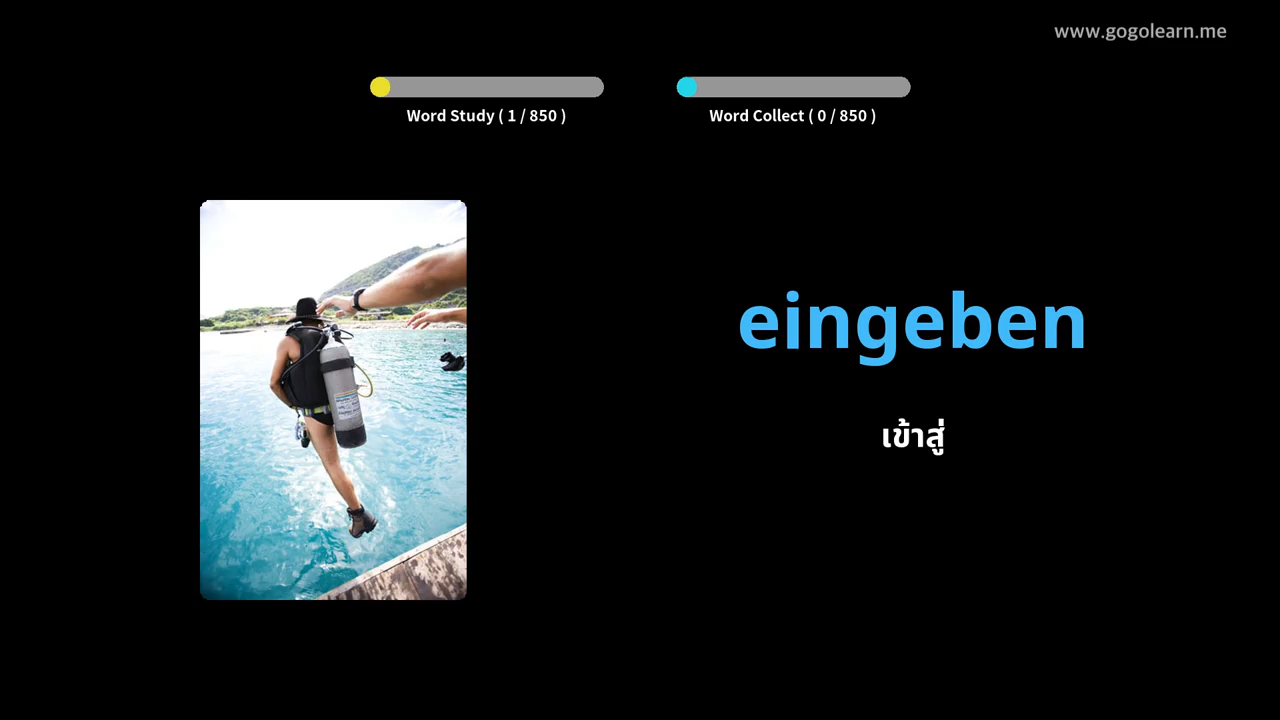 www.gogolearn.me
Word Study ( 1 / 850 )
Word Collect ( 0 / 850 )
eingeben
เข้าสู่